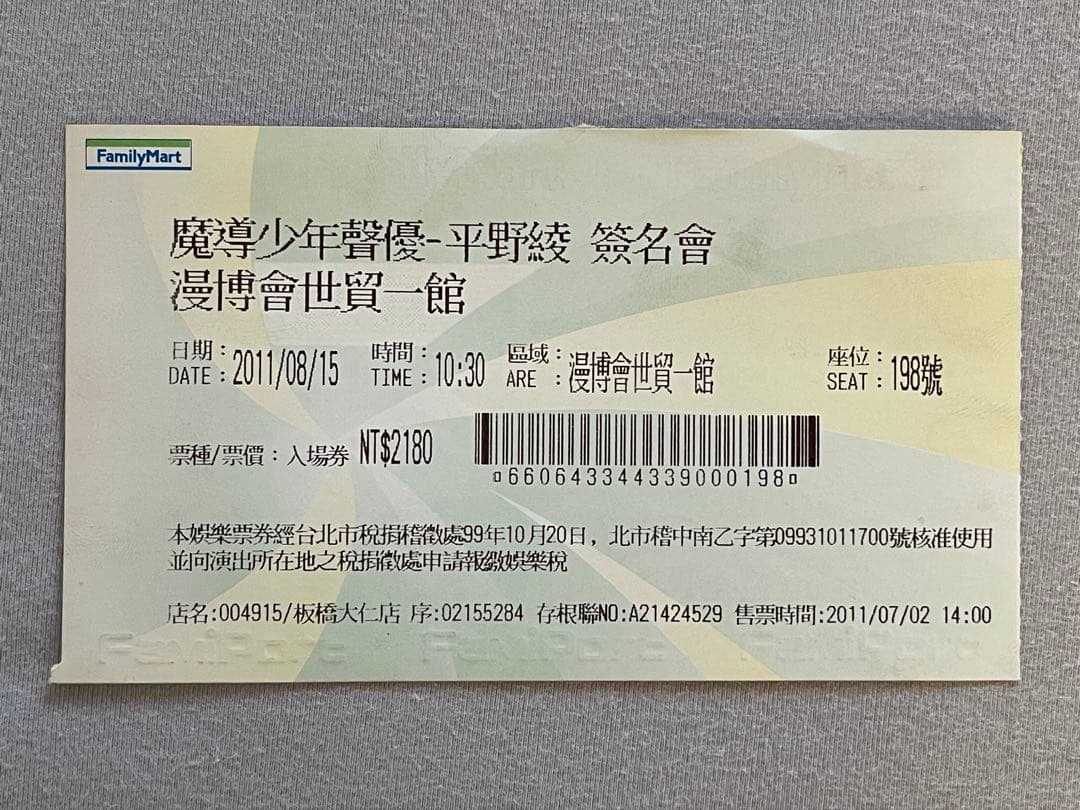 FamilyMart
魔導少年聲優-平野綾 簽名會
漫博會世貿一館
日期：2011/08/15 時間：10:30 區域：漫博會世貿一館 座位：198號
DATE： TIME： ARE ： SEAT：
票種/票價：入場券 NT$2180
06606433443390001980
本娛樂票券經台北市稅捐稽徵處99年10月20日，北市稽中南乙字第09931011700號核准使用
並向演出所在地之稅捐徵處申請報繳娛樂稅
店名:004915/板橋大仁店 序:02155284 存根聯NO:A21424529 售票時間:2011/07/02 14:00
FamiPort FamiPort FamiPort